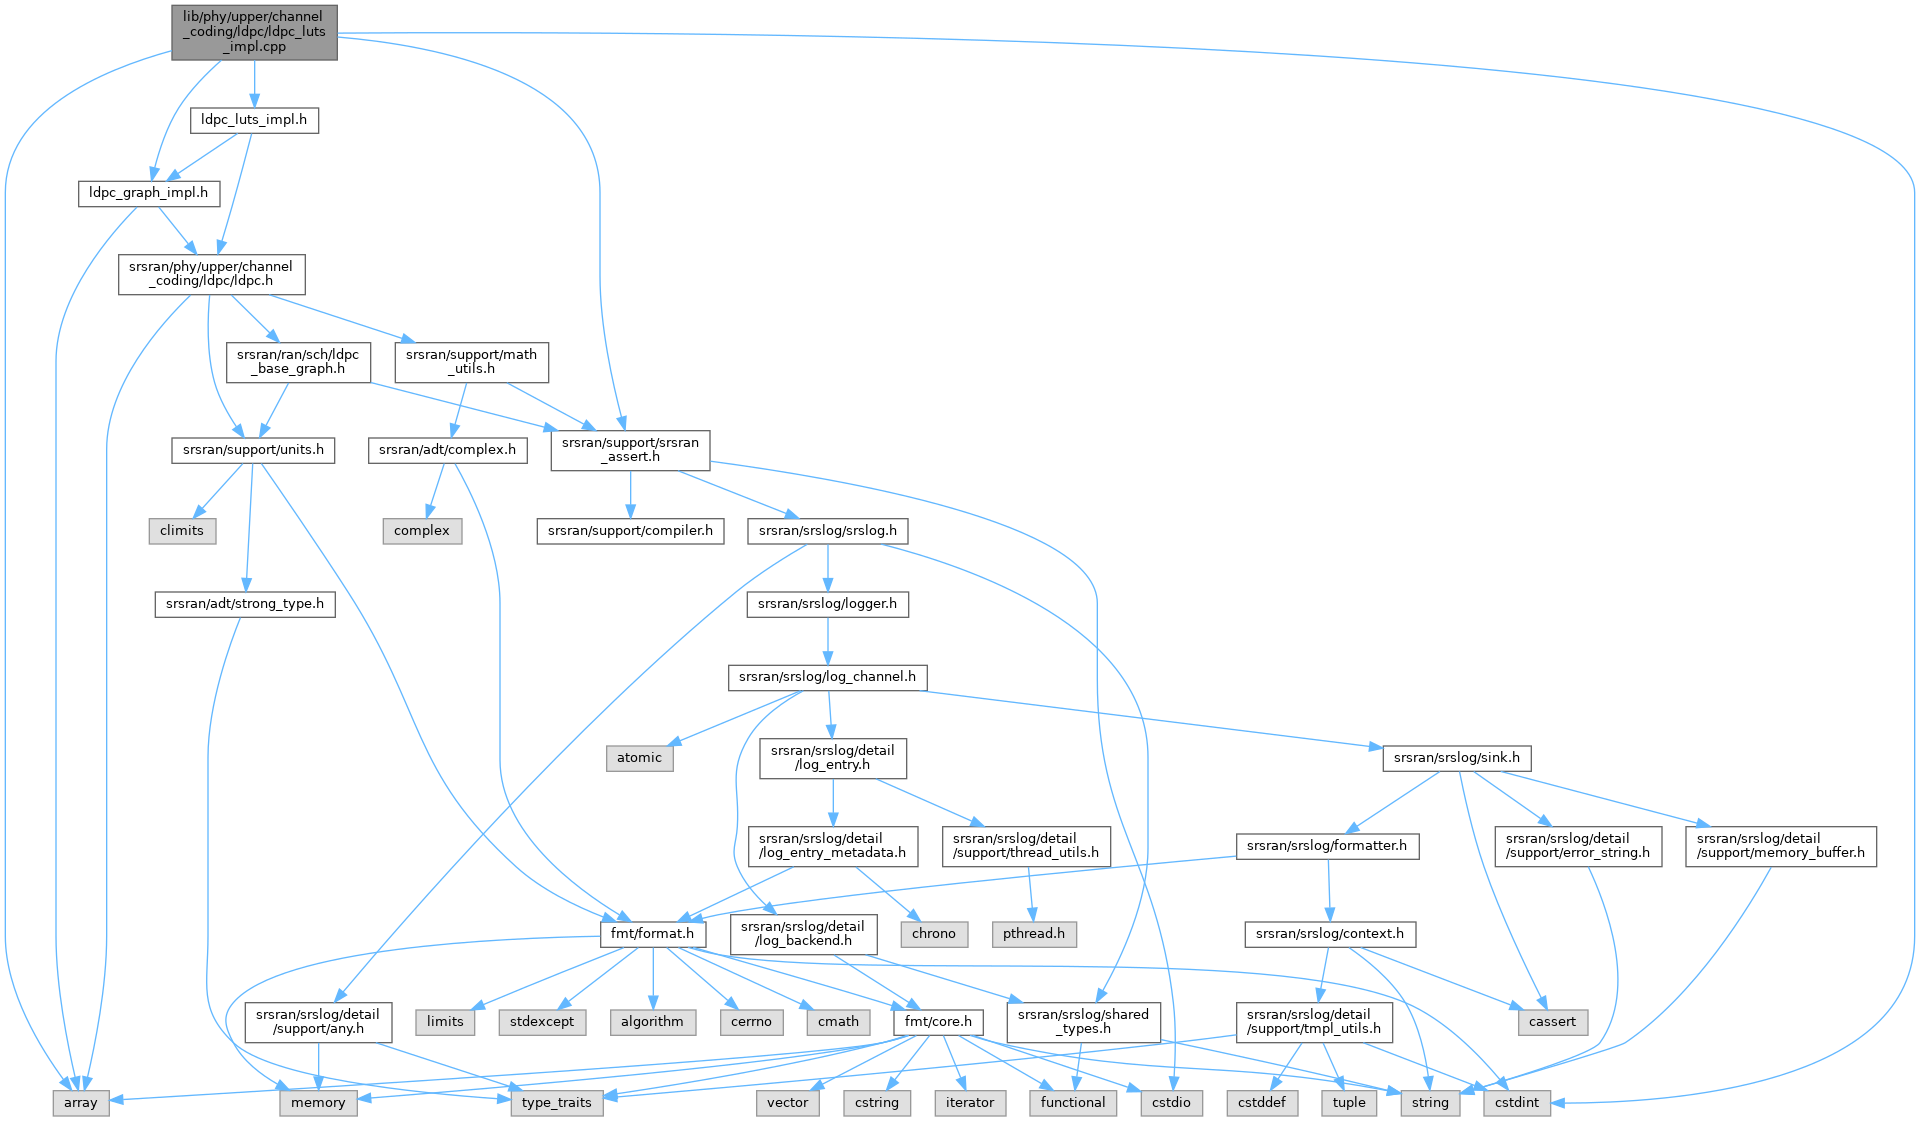 lib/phy/upper/channel
_coding/ldpc/ldpc_luts
_impl.cpp
ldpc_luts_impl.h
ldpc_graph_impl.h
srsran/phy/upper/channel
_coding/ldpc/ldpc.h
srsran/ran/sch/ldpc
_base_graph.h
srsran/support/math
_utils.h
srsran/support/units.h
srsran/adt/complex.h
srsran/support/srsran
_assert.h
climits
complex
srsran/support/compiler.h
srsran/srslog/srslog.h
srsran/adt/strong_type.h
srsran/srslog/logger.h
srsran/srslog/log_channel.h
atomic
srsran/srslog/detail
/log_entry.h
srsran/srslog/sink.h
srsran/srslog/detail
/log_entry_metadata.h
srsran/srslog/detail
/support/thread_utils.h
srsran/srslog/formatter.h
srsran/srslog/detail
/support/error_string.h
srsran/srslog/detail
/support/memory_buffer.h
fmt/format.h
srsran/srslog/detail
/log_backend.h
chrono
pthread.h
srsran/srslog/context.h
srsran/srslog/detail
/support/any.h
limits
stdexcept
algorithm
cerrno
cmath
fmt/core.h
srsran/srslog/shared
_types.h
srsran/srslog/detail
/support/tmpl_utils.h
cassert
array
memory
type_traits
vector
cstring
iterator
functional
cstdio
cstddef
tuple
string
cstdint